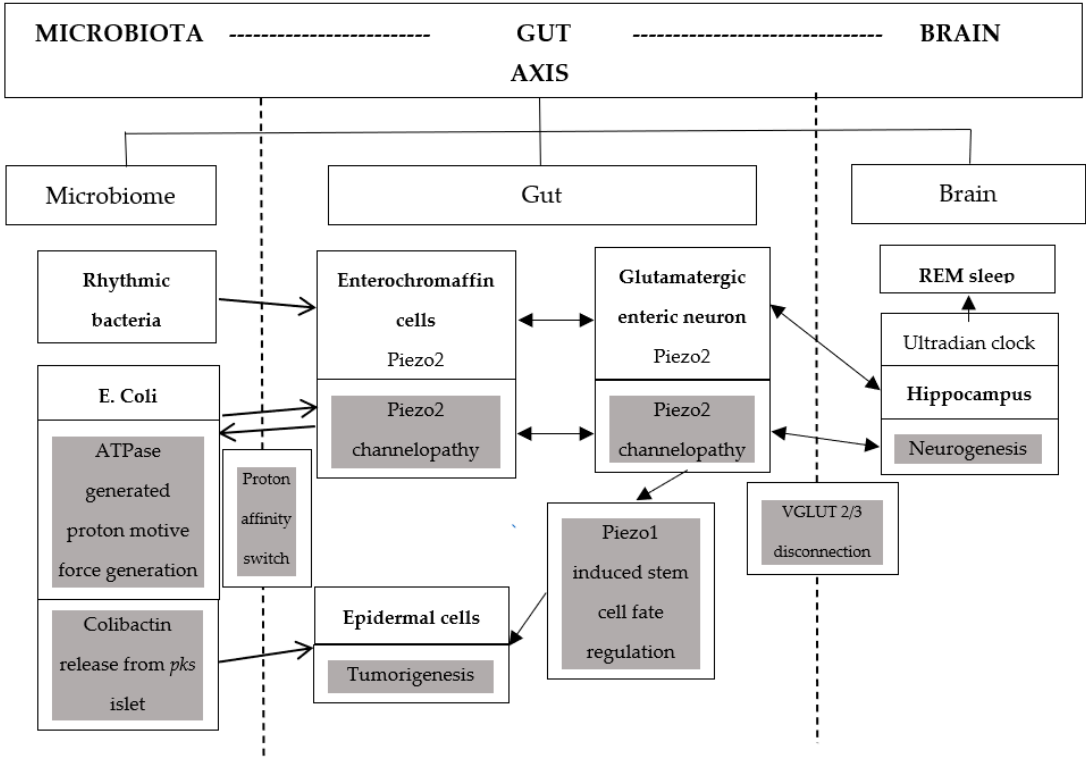 MICROBIOTA ------------------------- GUT ------------------------------- BRAIN
AXIS
Microbiome
Gut
Brain
Rhythmic
bacteria
E. Coli
ATPase
generated
proton motive
force generation
Colibactin
release from pks
islet
Proton
affinity
switch
Enterochromaffin
cells
Piezo2
Piezo2
channelopathy
Epidermal cells
Tumorigenesis
Glutamatergic
enteric neuron
Piezo2
Piezo2
channelopathy
Piezo1
induced stem
cell fate
regulation
VGLUT 2/3
disconnection
REM sleep
Ultradian clock
Hippocampus
Neurogenesis